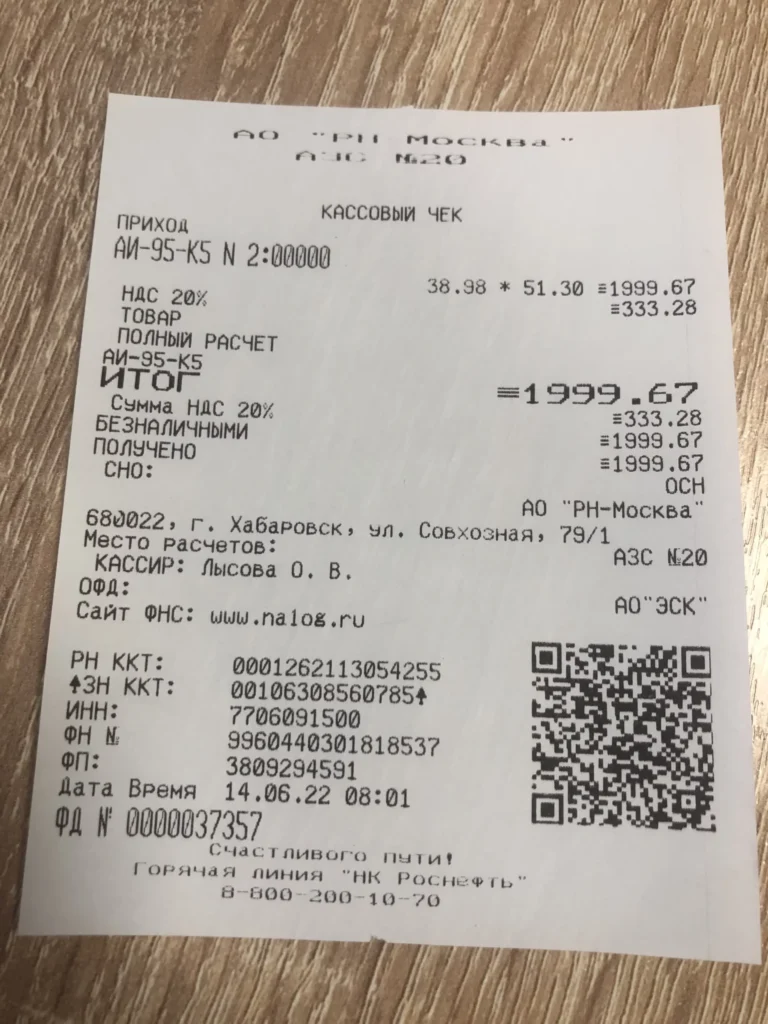 АО "РН Москва"
АЗС №20
КАССОВЫЙ ЧЕК
ПРИХОД
АИ-95-К5 N 2:00000
38.98 * 51.30 ≡1999.67
НДС 20% ≡333.28
ТОВАР
ПОЛНЫЙ РАСЧЕТ
АИ-95-К5
ИТОГ ≡1999.67
Сумма НДС 20% ≡333.28
БЕЗНАЛИЧНЫМИ ≡1999.67
ПОЛУЧЕНО ≡1999.67
СНО: ОСН
АО "РН-Москва"
680022, г. Хабаровск, ул. Совхозная, 79/1
Место расчетов: АЗС №20
КАССИР: Лысова О. В.
ОФД: АО"ЭСК"
Сайт ФНС: www.nalog.ru
РН ККТ: 0001262113054255
↑ЗН ККТ: 00106308560785↑
ИНН: 7706091500
ФН № 9960440301818537
ФП: 3809294591
Дата Время 14.06.22 08:01
ФД № 0000037357
Счастливого пути!
Горячая линия "НК Роснефть"
8-800-200-10-70